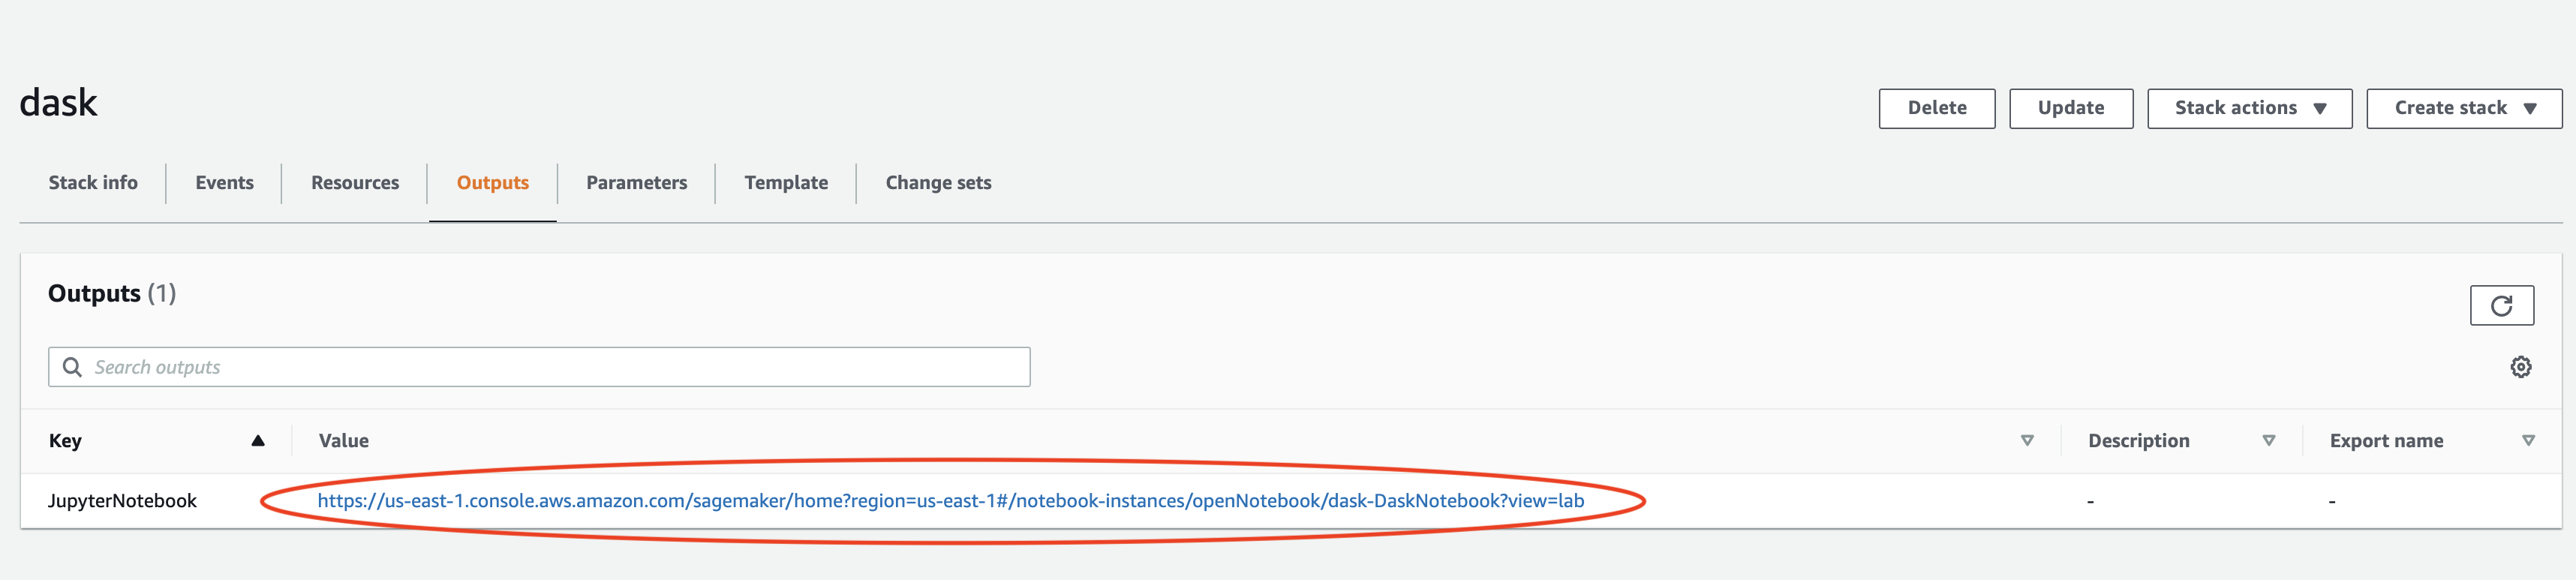 dask
Delete Update Stack actions Create stack
Stack info Events Resources Outputs Parameters Template Change sets
Outputs (1)
Search outputs
Key Value Description Export name
JupyterNotebook https://us-east-1.console.aws.amazon.com/sagemaker/home?region=us-east-1#/notebook-instances/openNotebook/dask-DaskNotebook?view=lab - -